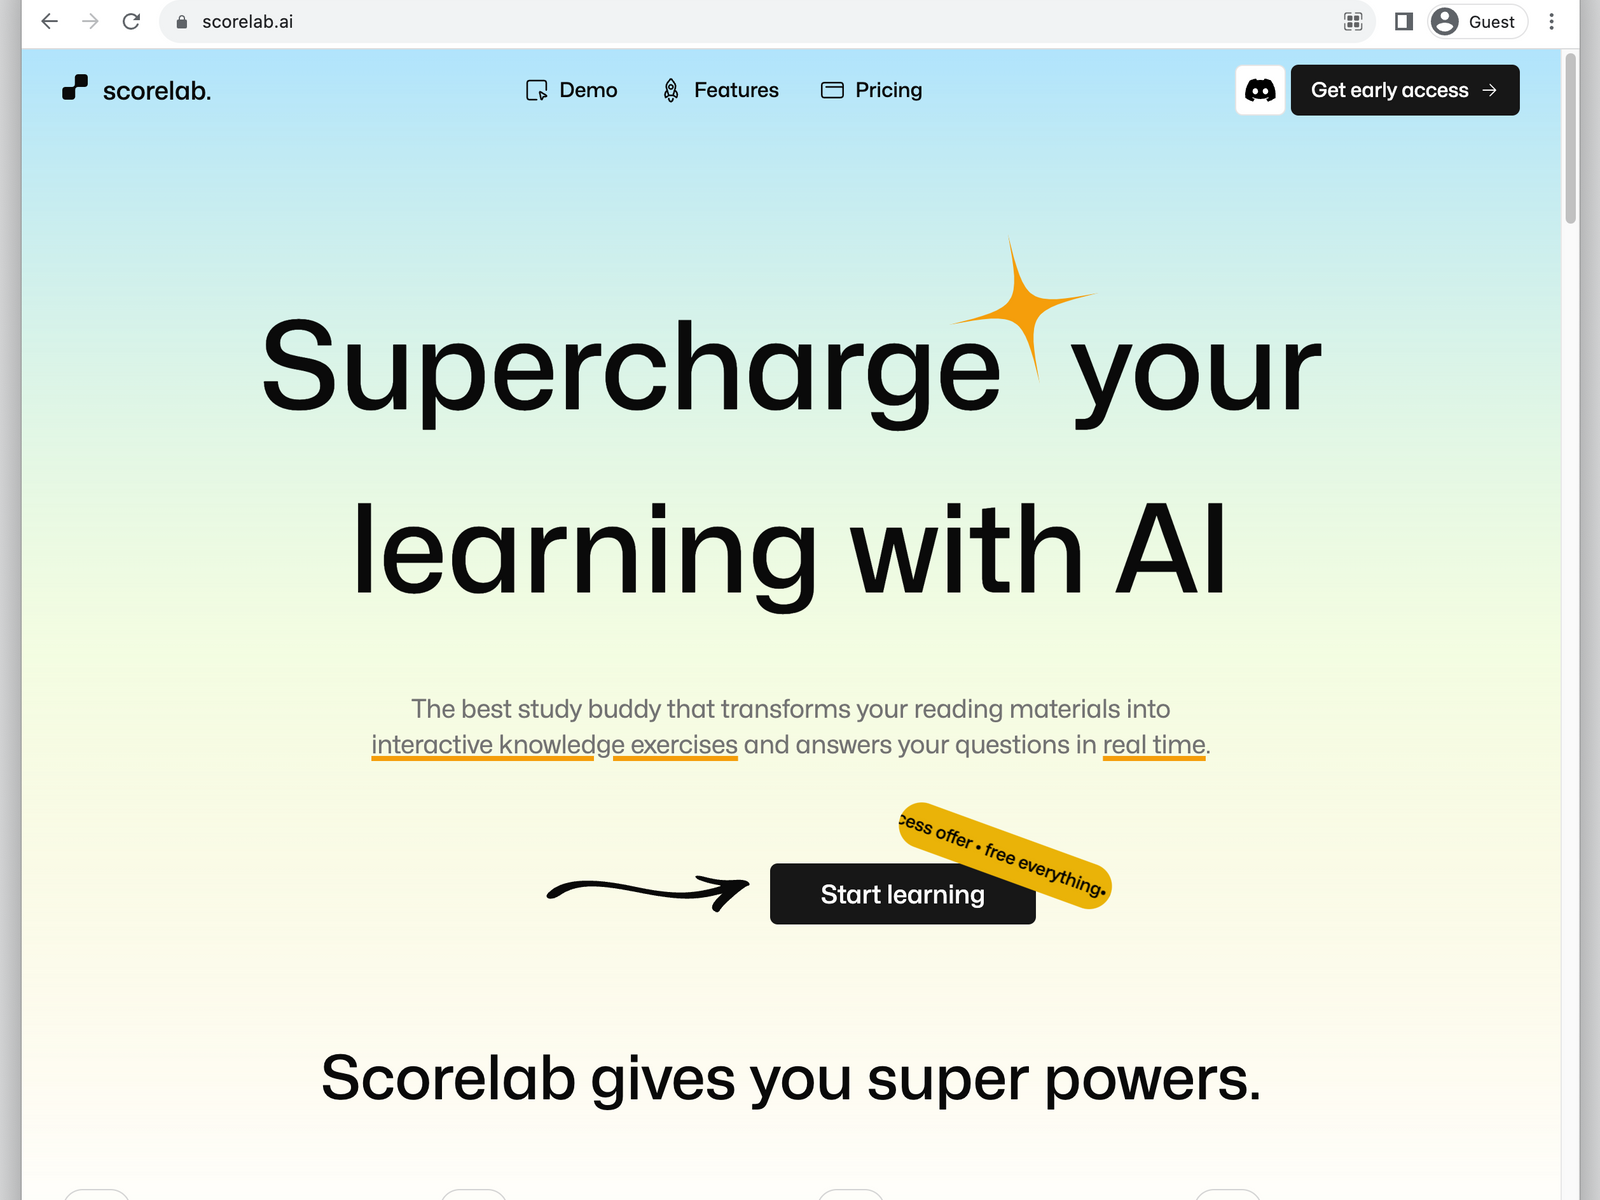 scorelab.ai
Guest
scorelab.
Demo
Features
Pricing
Get early access →
Supercharge your
learning with AI
The best study buddy that transforms your reading materials into
interactive knowledge exercises and answers your questions in real time.
cess offer • free everything•
Start learning
Scorelab gives you super powers.